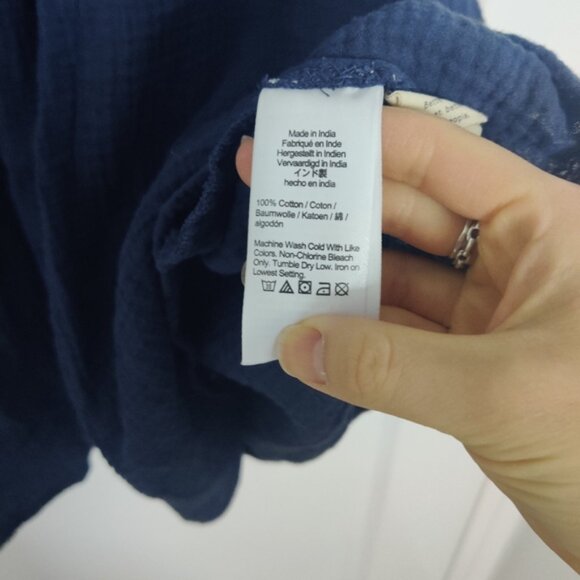 Made in India
Fabriqué en Inde
Hergestellt in Indien
Vervaardigd in India
インド製
hecho en india
100% Cotton / Coton /
Baumwolle / Katoen / 綿 /
algodón
Machine Wash Cold With Like
Colors. Non-Chlorine Bleach
Only. Tumble Dry Low. Iron on
Lowest Setting.